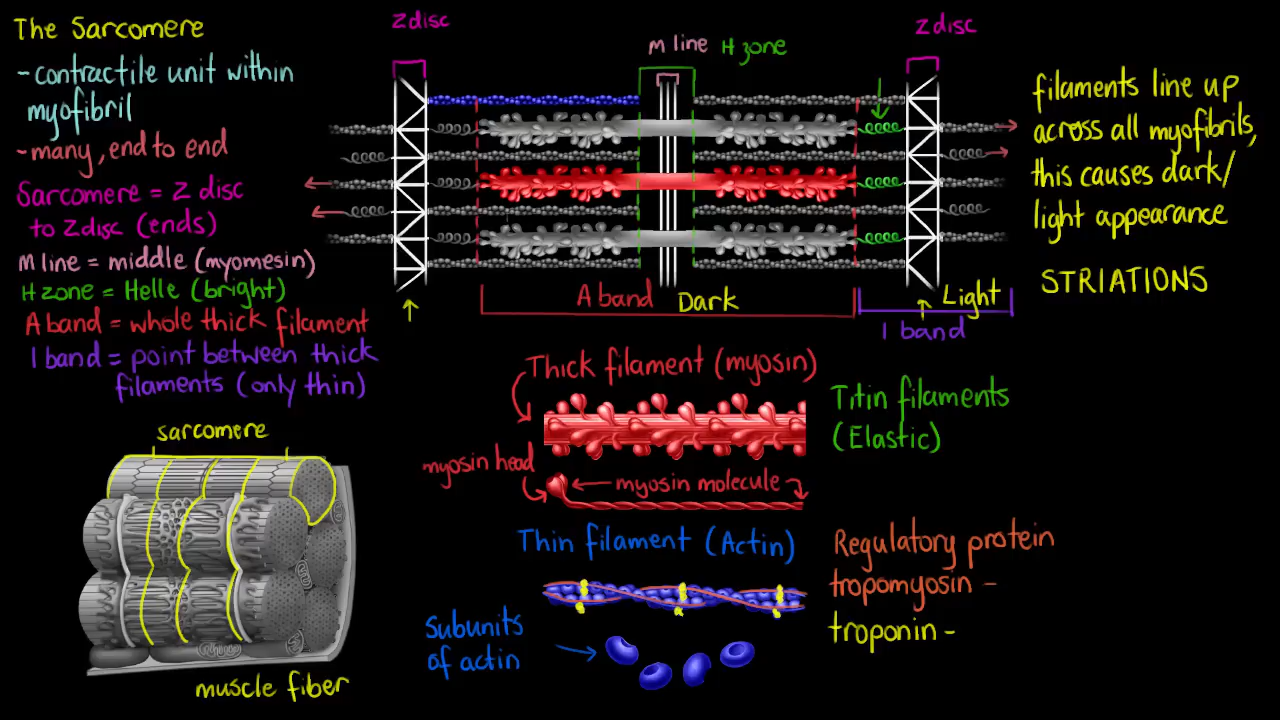 The Sarcomere
- contractile unit within
myofibril
- many, end to end
Sarcomere = Z disc
to Z disc (ends)
M line = middle (myomesin)
H zone = Helle (bright)
A band = whole thick filament
I band = point between thick
filaments (only thin)
sarcomere
muscle fiber
Z disc
M line
H zone
Z disc
A band
Dark
Light
I band
filaments line up
across all myofibrils,
this causes dark/
light appearance
STRIATIONS
Thick filament (myosin)
myosin head
myosin molecule
Titin filaments
(Elastic)
Thin filament (Actin)
Subunits
of actin
Regulatory protein
tropomyosin -
troponin -